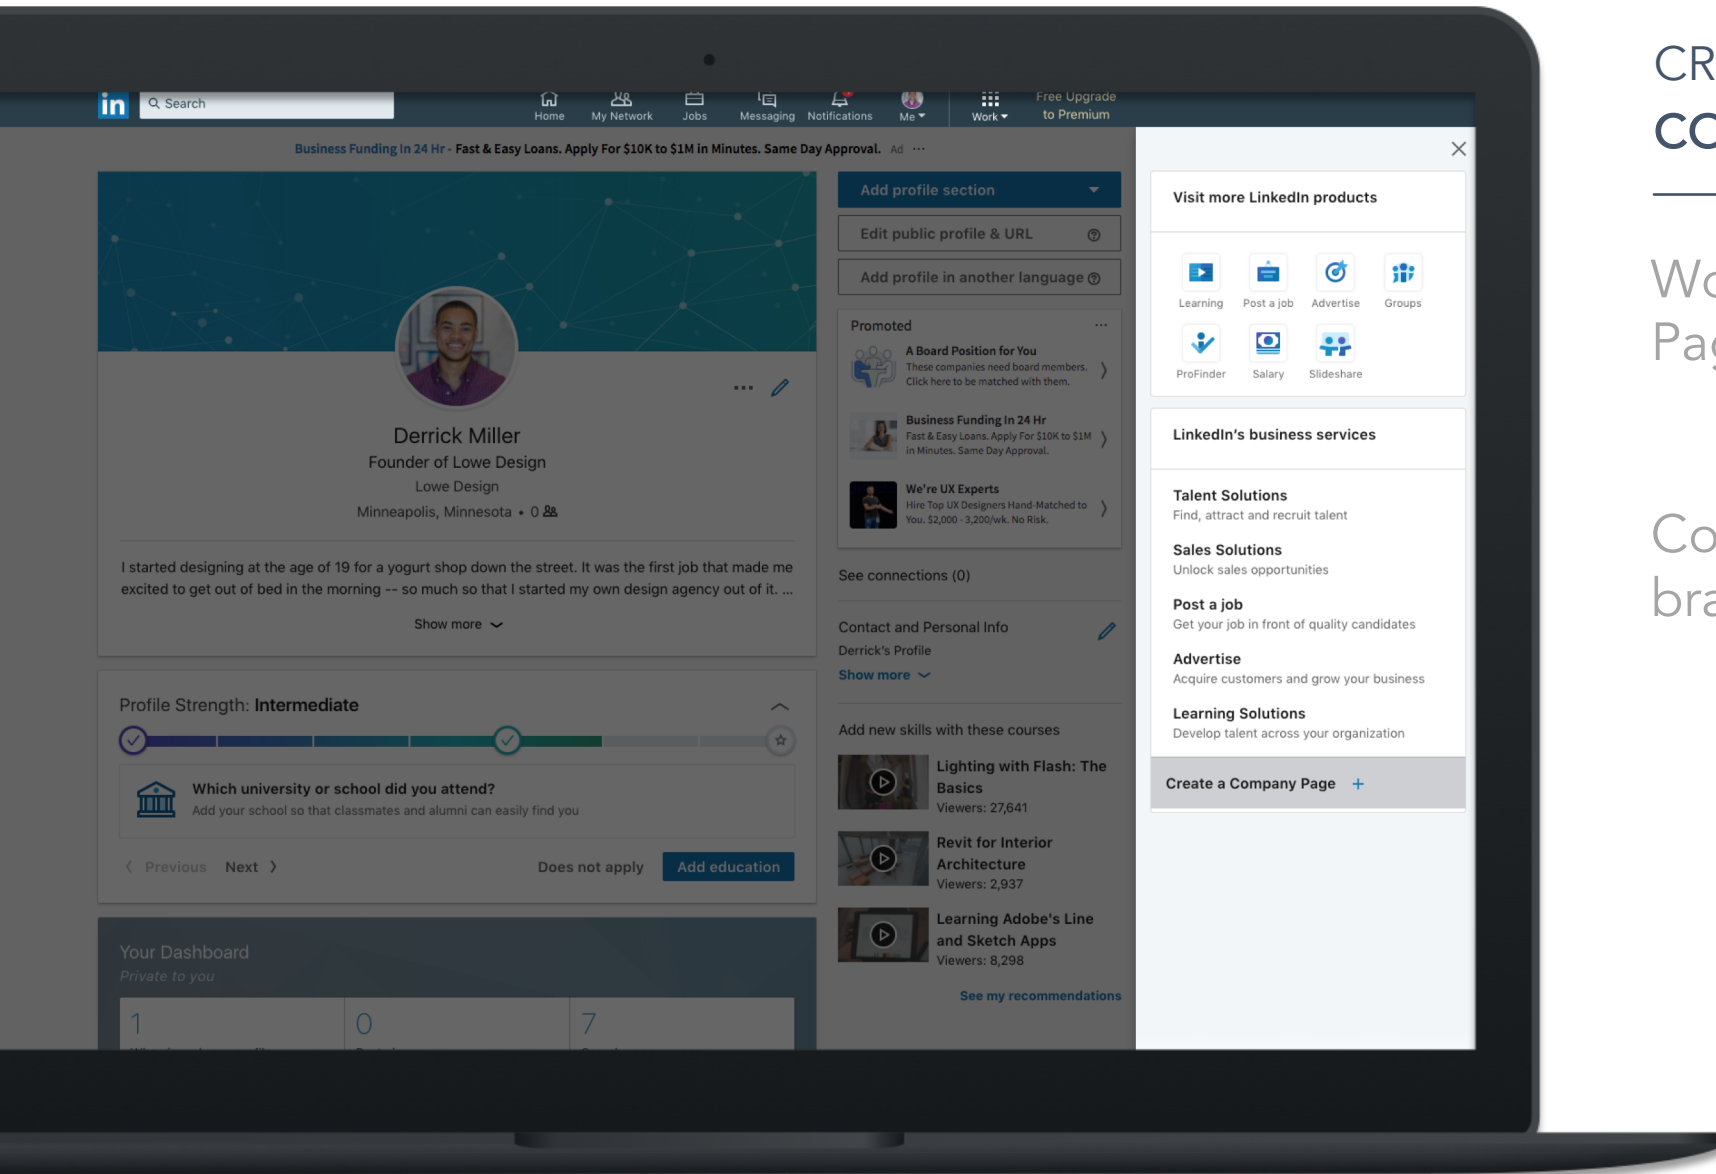 in
Search
Home
My Network
Jobs
Messaging
Notifications
Me
Work
Free Upgrade
to Premium
Business Funding In 24 Hr - Fast & Easy Loans. Apply For $10K to $1M in Minutes. Same Day Approval. Ad ...
Derrick Miller
Founder of Lowe Design
Lowe Design
Minneapolis, Minnesota • 0
I started designing at the age of 19 for a yogurt shop down the street. It was the first job that made me
excited to get out of bed in the morning -- so much so that I started my own design agency out of it. ...
Show more
Profile Strength: Intermediate
Which university or school did you attend?
Add your school so that classmates and alumni can easily find you
Previous Next
Does not apply
Add education
Your Dashboard
Private to you
1
0
7
Add profile section
Edit public profile & URL
Add profile in another language
Promoted
...
A Board Position for You
These companies need board members.
Click here to be matched with them.
Business Funding In 24 Hr
Fast & Easy Loans. Apply For $10K to $1M
in Minutes. Same Day Approval.
We're UX Experts
Hire Top UX Designers Hand-Matched to
You. $2,000 - 3,200/wk. No Risk.
See connections (0)
Contact and Personal Info
Derrick's Profile
Show more
Add new skills with these courses
Lighting with Flash: The
Basics
Viewers: 27,641
Revit for Interior
Architecture
Viewers: 2,937
Learning Adobe's Line
and Sketch Apps
Viewers: 8,298
See my recommendations
Visit more LinkedIn products
Learning
Post a job
Advertise
Groups
ProFinder
Salary
Slideshare
LinkedIn's business services
Talent Solutions
Find, attract and recruit talent
Sales Solutions
Unlock sales opportunities
Post a job
Get your job in front of quality candidates
Advertise
Acquire customers and grow your business
Learning Solutions
Develop talent across your organization
Create a Company Page +
CR
CO
Wo
Pag
Co
bra